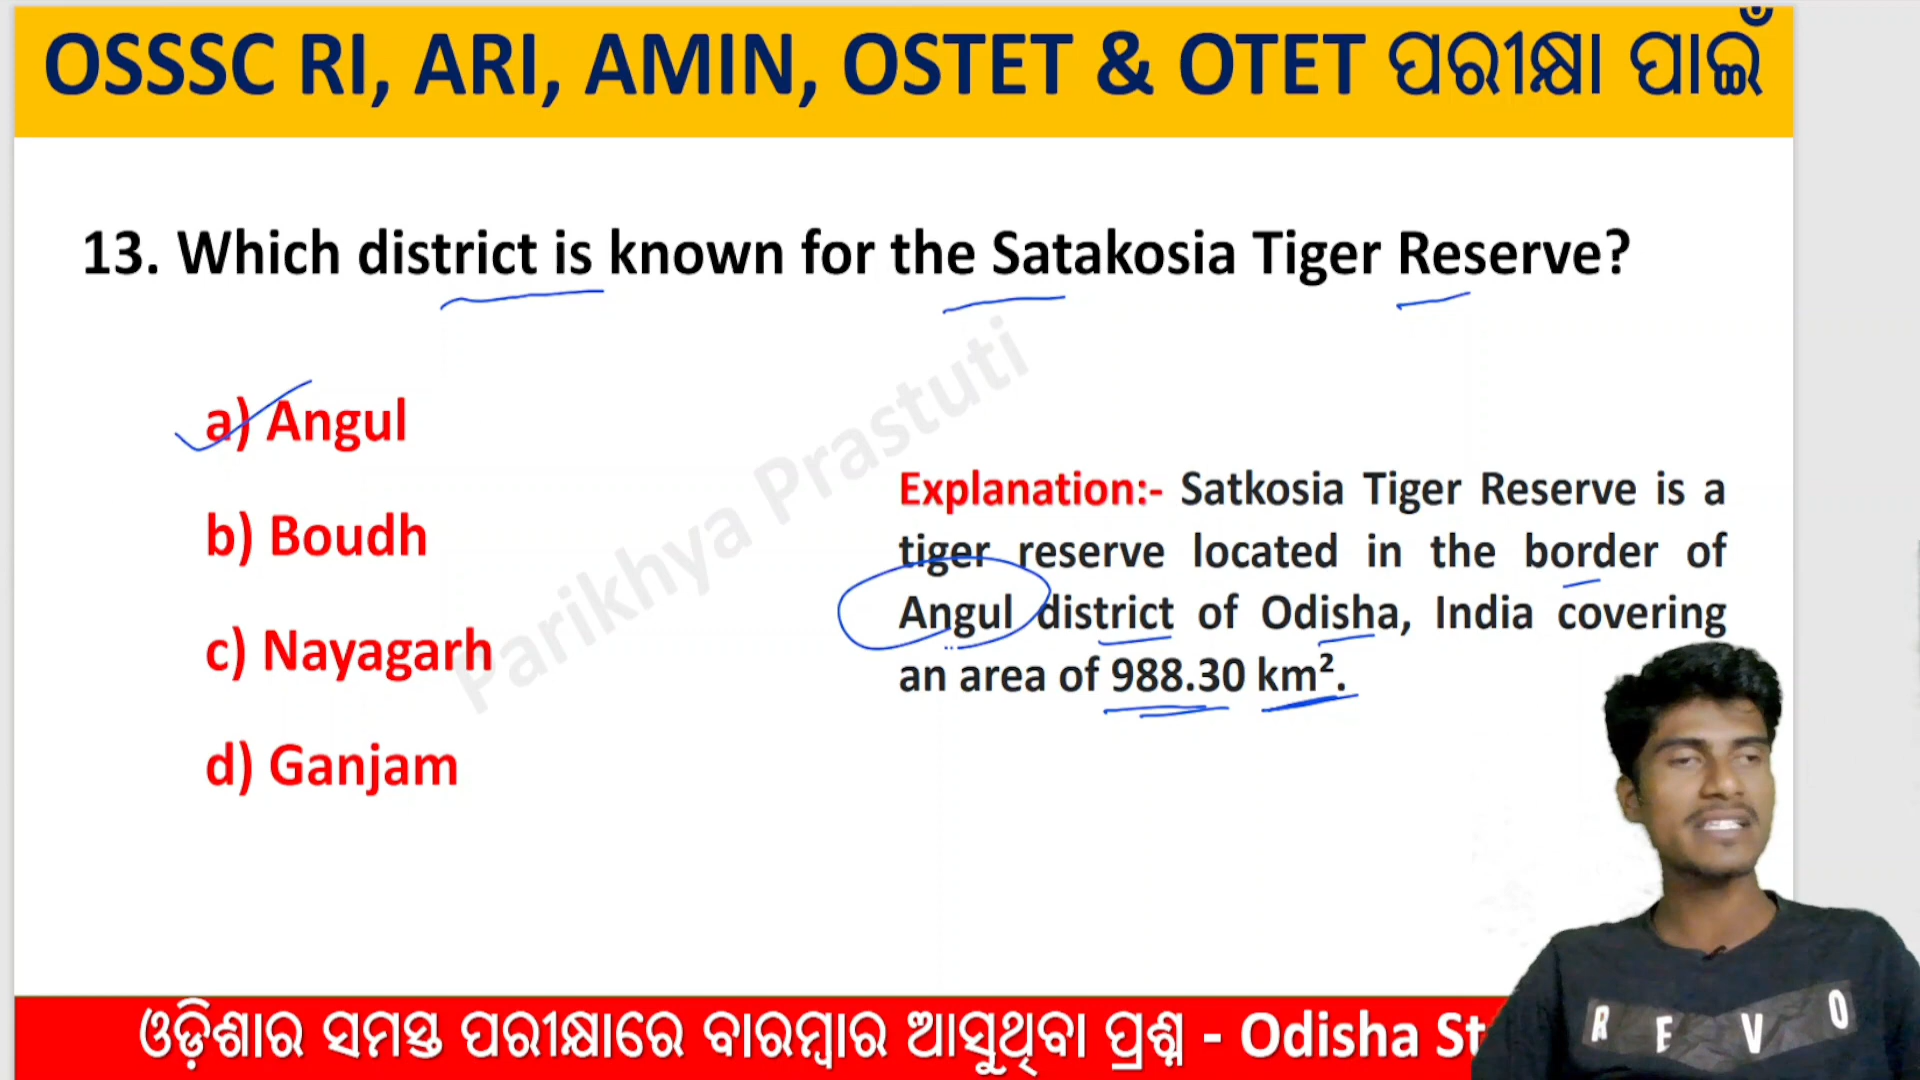 OSSSC RI, ARI, AMIN, OSTET & OTET ପରୀକ୍ଷା ପାଇଁ
13. Which district is known for the Satakosia Tiger Reserve?
a) Angul
b) Boudh
c) Nayagarh
d) Ganjam
Explanation:- Satkosia Tiger Reserve is a
tiger reserve located in the border of
Angul district of Odisha, India covering
an area of 988.30 km².
Parikhya Prastuti
ଓଡ଼ିଶାର ସମସ୍ତ ପରୀକ୍ଷାରେ ବାରମ୍ବାର ଆସୁଥିବା ପ୍ରଶ୍ନ - Odisha St
R E V O